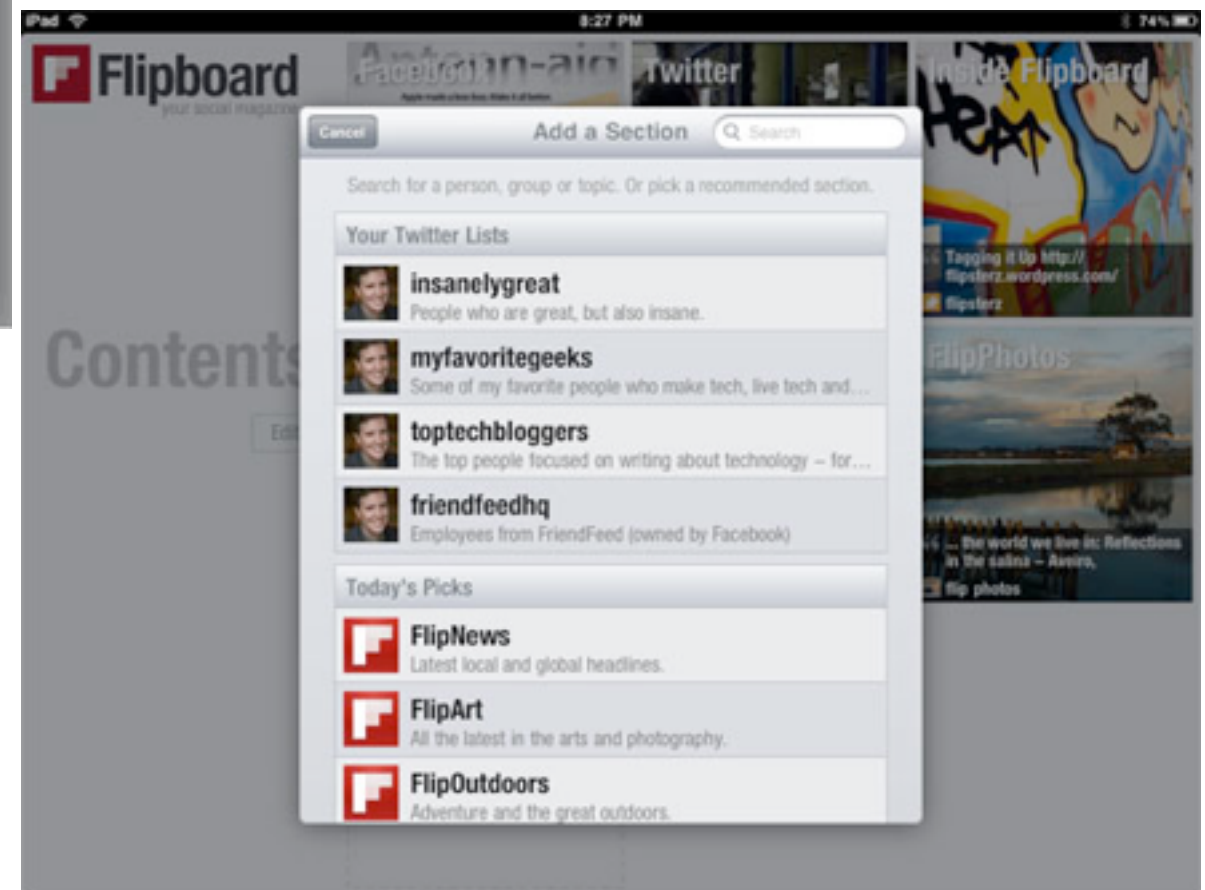 iPad
8:27 PM
74%
Flipboard
your social magazine
Facebook
Twitter
Inside Flipboard
Cancel
Add a Section
Search
Search for a person, group or topic. Or pick a recommended section.
Your Twitter Lists
insanelygreat
People who are great, but also insane.
myfavoritegeeks
Some of my favorite people who make tech, live tech and…
toptechbloggers
The top people focused on writing about technology – for…
friendfeedhq
Employees from FriendFeed (owned by Facebook)
Today's Picks
FlipNews
Latest local and global headlines.
FlipArt
All the latest in the arts and photography.
FlipOutdoors
Adventure and the great outdoors.
Contents
Edit
HEAT
Tagging it Up http://
flipsterz.wordpress.com/
flipsterz
FlipPhotos
... the world we live in: Reflections
in the salina – Aveiro,
flip photos